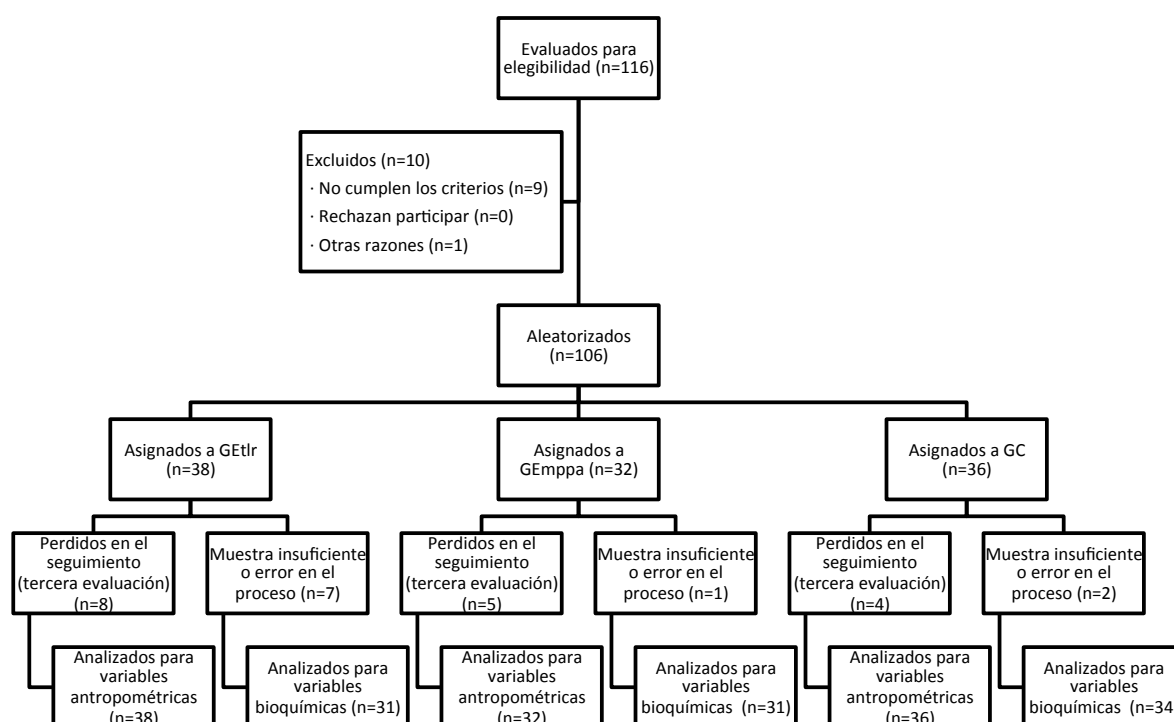 Evaluados para
elegibilidad (n=116)
Excluidos (n=10)
· No cumplen los criterios (n=9)
· Rechazan participar (n=0)
· Otras razones (n=1)
Aleatorizados
(n=106)
Asignados a GEtlr
(n=38)
Asignados a
GEmppa (n=32)
Asignados a GC
(n=36)
Perdidos en el
seguimiento
(tercera evaluación)
(n=8)
Muestra insuficiente
o error en el
proceso (n=7)
Perdidos en el
seguimiento
(tercera evaluación)
(n=5)
Muestra insuficiente
o error en el
proceso (n=1)
Perdidos en el
seguimiento
(tercera evaluación)
(n=4)
Muestra insuficiente
o error en el
proceso (n=2)
Analizados para
variables
antropométricas
(n=38)
Analizados para
variables
bioquímicas (n=31)
Analizados para
variables
antropométricas
(n=32)
Analizados para
variables
bioquímicas (n=31)
Analizados para
variables
antropométricas
(n=36)
Analizados para
variables
bioquímicas (n=34